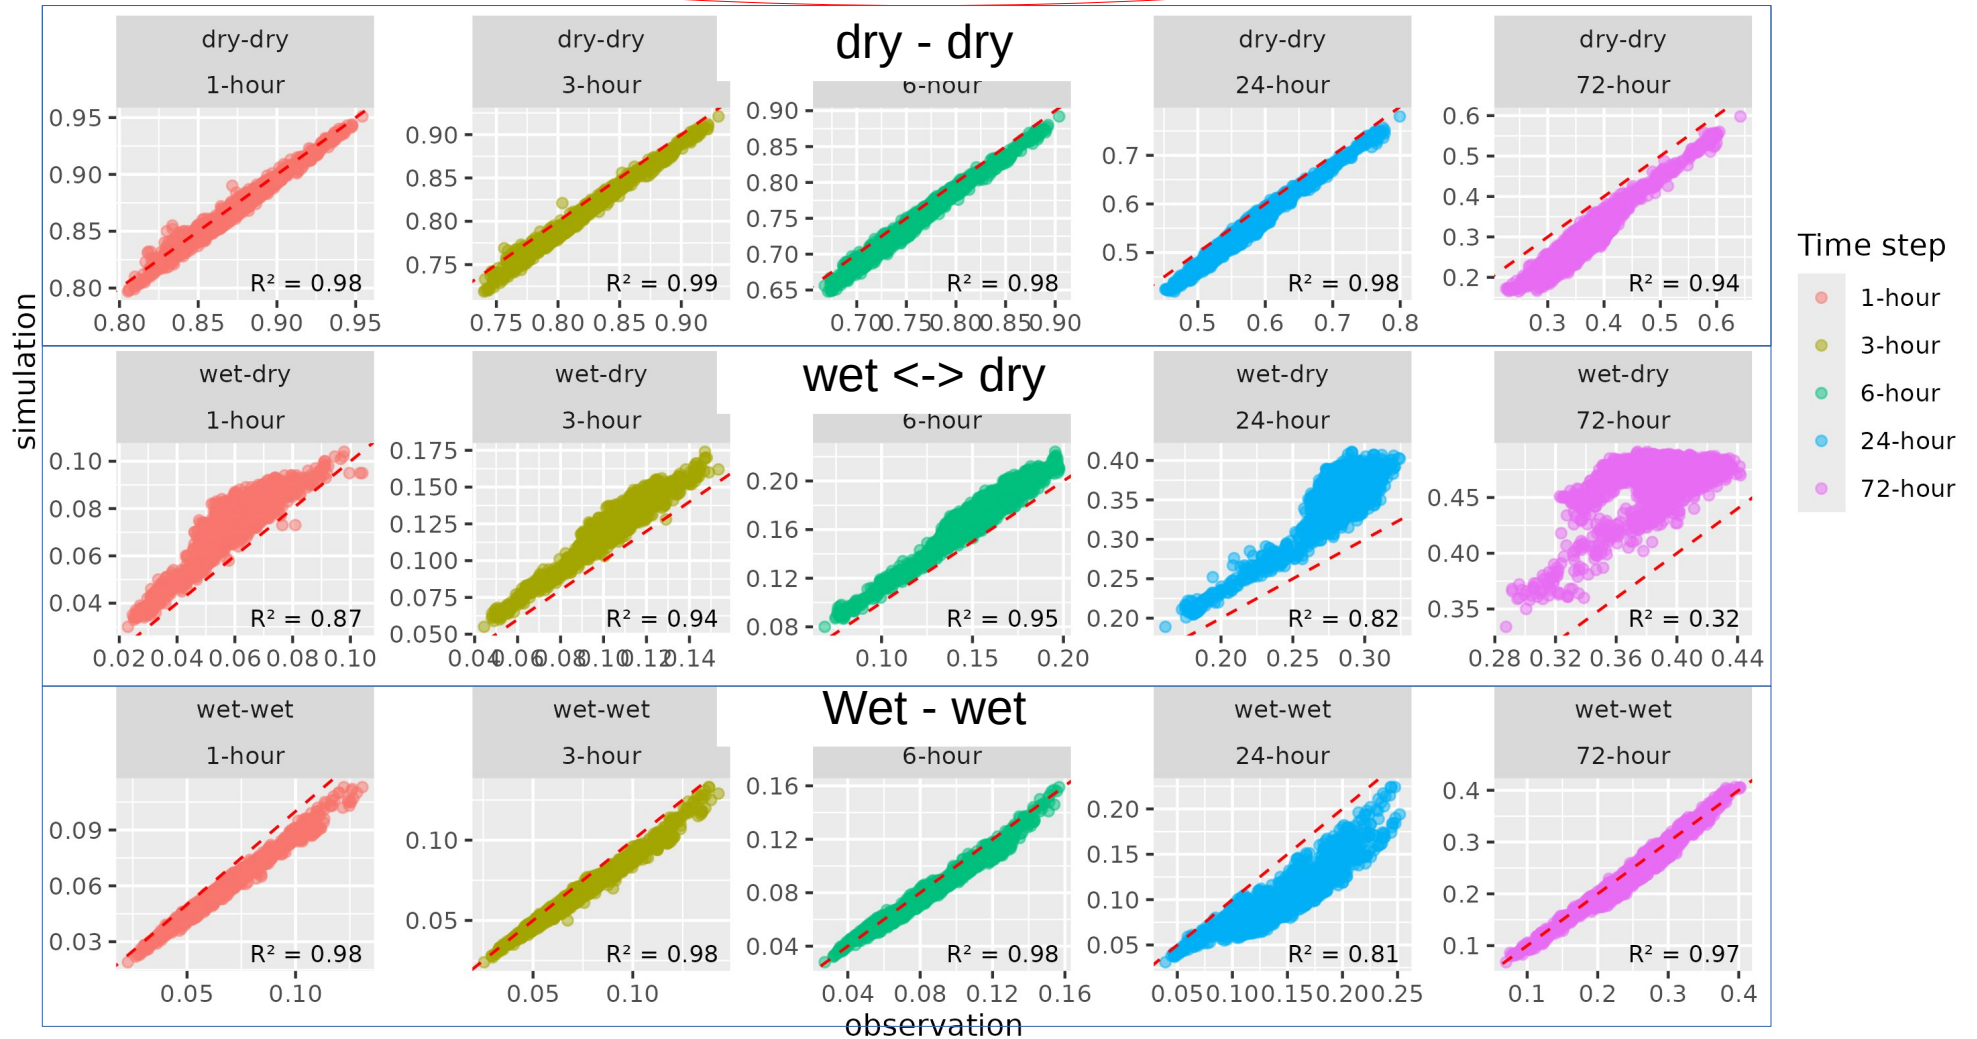 dry - dry
dry-dry dry-dry dry-dry dry-dry
1-hour 3-hour 6-hour 24-hour 72-hour
0.95 0.90 0.85 0.80
0.90 0.85 0.80 0.75
0.90 0.85 0.80 0.75 0.70 0.65
0.7 0.6 0.5
0.6 0.5 0.4 0.3 0.2
R² = 0.98 R² = 0.99 R² = 0.98 R² = 0.98 R² = 0.94
0.80 0.85 0.90 0.95 0.75 0.80 0.85 0.90 0.70 0.75 0.80 0.85 0.90 0.5 0.6 0.7 0.8 0.3 0.4 0.5 0.6
simulation
wet <-> dry
wet-dry wet-dry wet-dry wet-dry
1-hour 3-hour 6-hour 24-hour 72-hour
0.10 0.08 0.06 0.04
0.175 0.150 0.125 0.100 0.075 0.050
0.20 0.16 0.12 0.08
0.40 0.35 0.30 0.25 0.20
0.45 0.40 0.35
R² = 0.87 R² = 0.94 R² = 0.95 R² = 0.82 R² = 0.32
0.02 0.04 0.06 0.08 0.10 0.04 0.06 0.08 0.10 0.12 0.14 0.10 0.15 0.20 0.20 0.25 0.30 0.28 0.32 0.36 0.40 0.44
Wet - wet
wet-wet wet-wet wet-wet wet-wet
1-hour 3-hour 6-hour 24-hour 72-hour
0.09 0.06 0.03
0.10 0.05
0.16 0.12 0.08 0.04
0.20 0.15 0.10 0.05
0.4 0.3 0.2 0.1
R² = 0.98 R² = 0.98 R² = 0.98 R² = 0.81 R² = 0.97
0.05 0.10 0.05 0.10 0.04 0.08 0.12 0.16 0.05 0.10 0.15 0.20 0.25 0.1 0.2 0.3 0.4
observation
Time step
1-hour
3-hour
6-hour
24-hour
72-hour